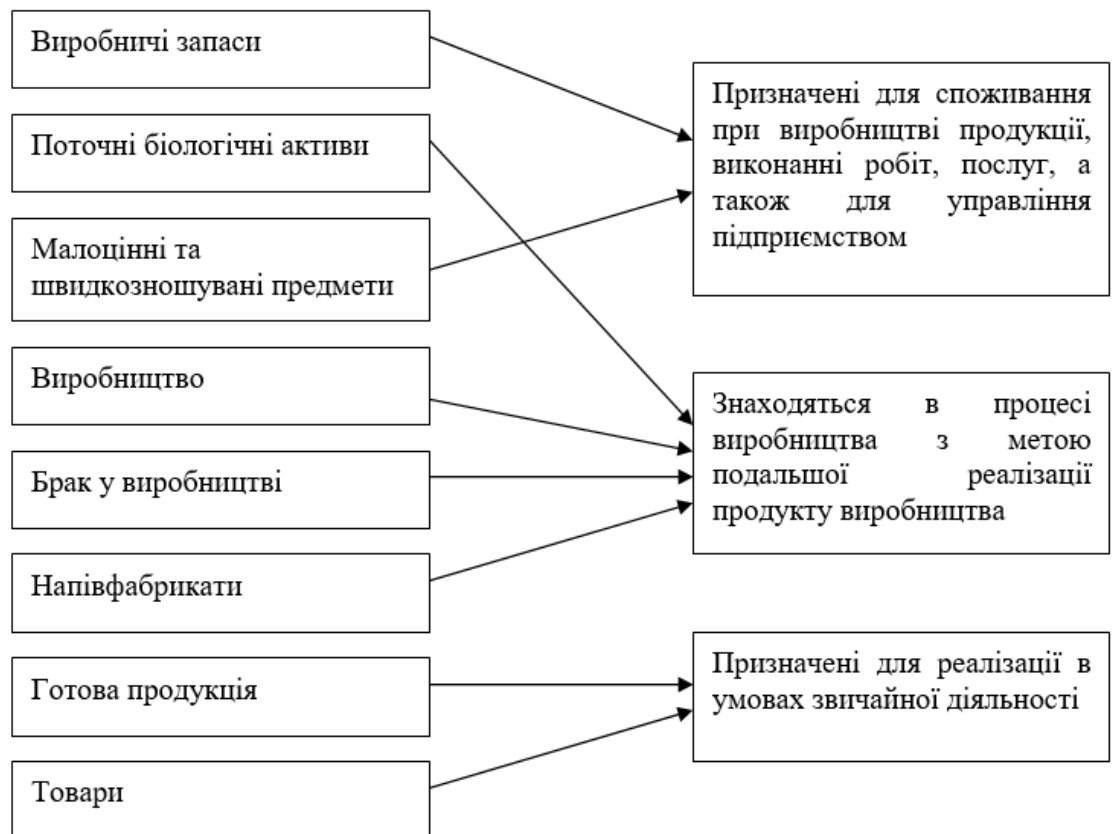 Виробничі запаси
Поточні біологічні активи
Малоцінні та
швидкозношувані предмети
Виробництво
Брак у виробництві
Напівфабрикати
Готова продукція
Товари
Призначені для споживання
при виробництві продукції,
виконанні робіт, послуг, а
також для управління
підприємством
Знаходяться в процесі
виробництва з метою
подальшої реалізації
продукту виробництва
Призначені для реалізації в
умовах звичайної діяльності